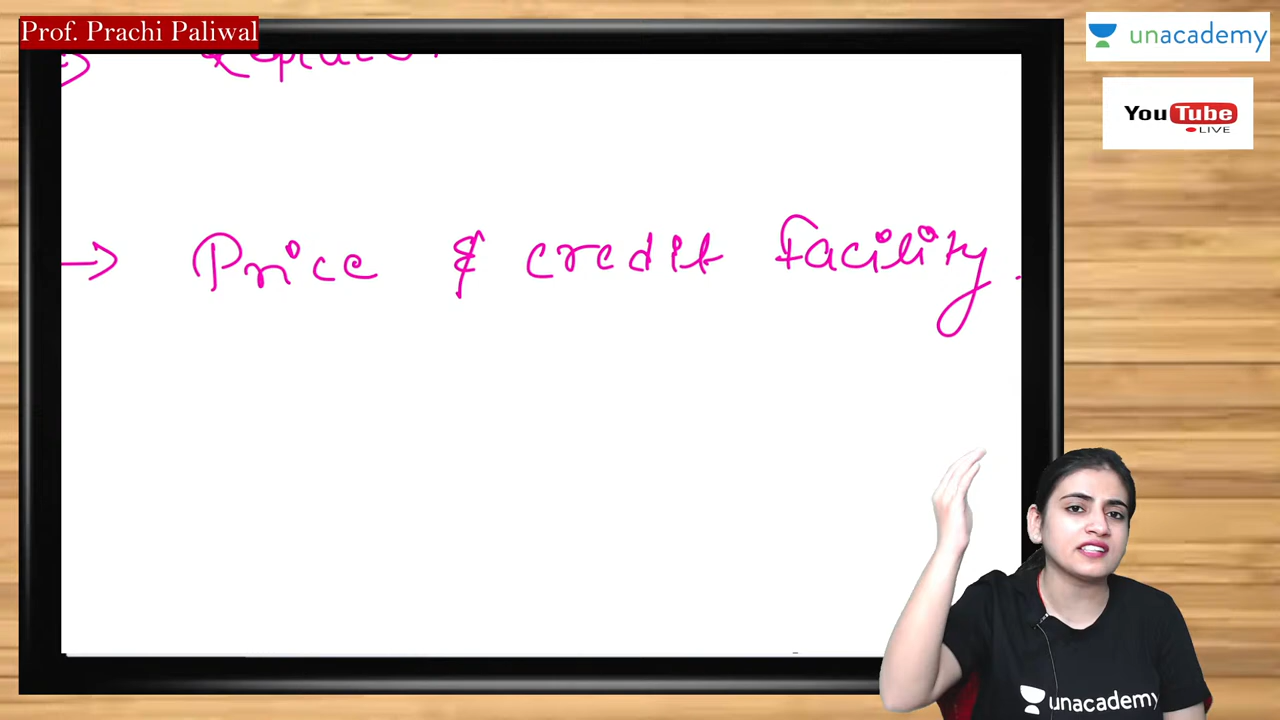 Prof. Prachi Paliwal
unacademy
YouTube
LIVE
→ Price & credit Facility.
unacademy